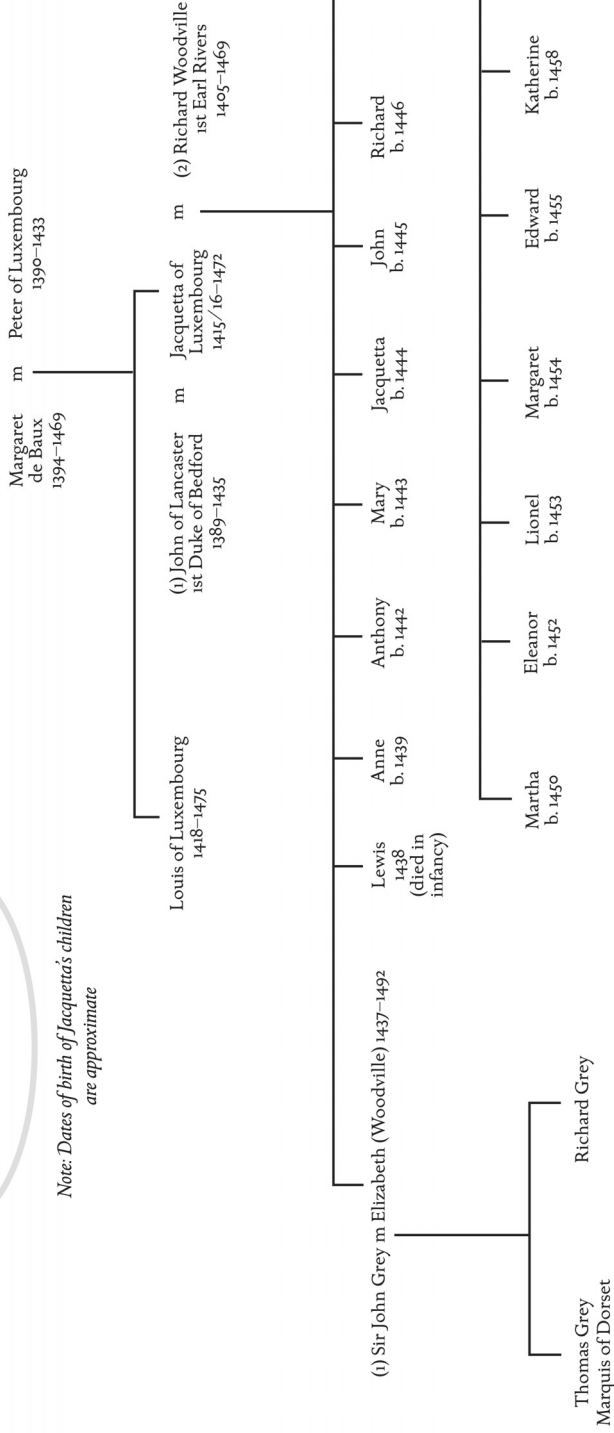 Note: Dates of birth of Jacquetta's children
are approximate
Margaret
de Baux
1394–1469
m
Peter of Luxembourg
1390–1433
Louis of Luxembourg
1418–1475
(1) John of Lancaster
1st Duke of Bedford
1389–1435
m
Jacquetta of
Luxembourg
1415/16–1472
m
(2) Richard Woodville
1st Earl Rivers
1405–1469
(1) Sir John Grey m Elizabeth (Woodville) 1437–1492
Lewis
1438
(died in
infancy)
Anne
b. 1439
Anthony
b. 1442
Mary
b. 1443
Jacquetta
b. 1444
John
b. 1445
Richard
b. 1446
Martha
b. 1450
Eleanor
b. 1452
Lionel
b. 1453
Margaret
b. 1454
Edward
b. 1455
Katherine
b. 1458
Thomas Grey
Marquis of Dorset
Richard Grey